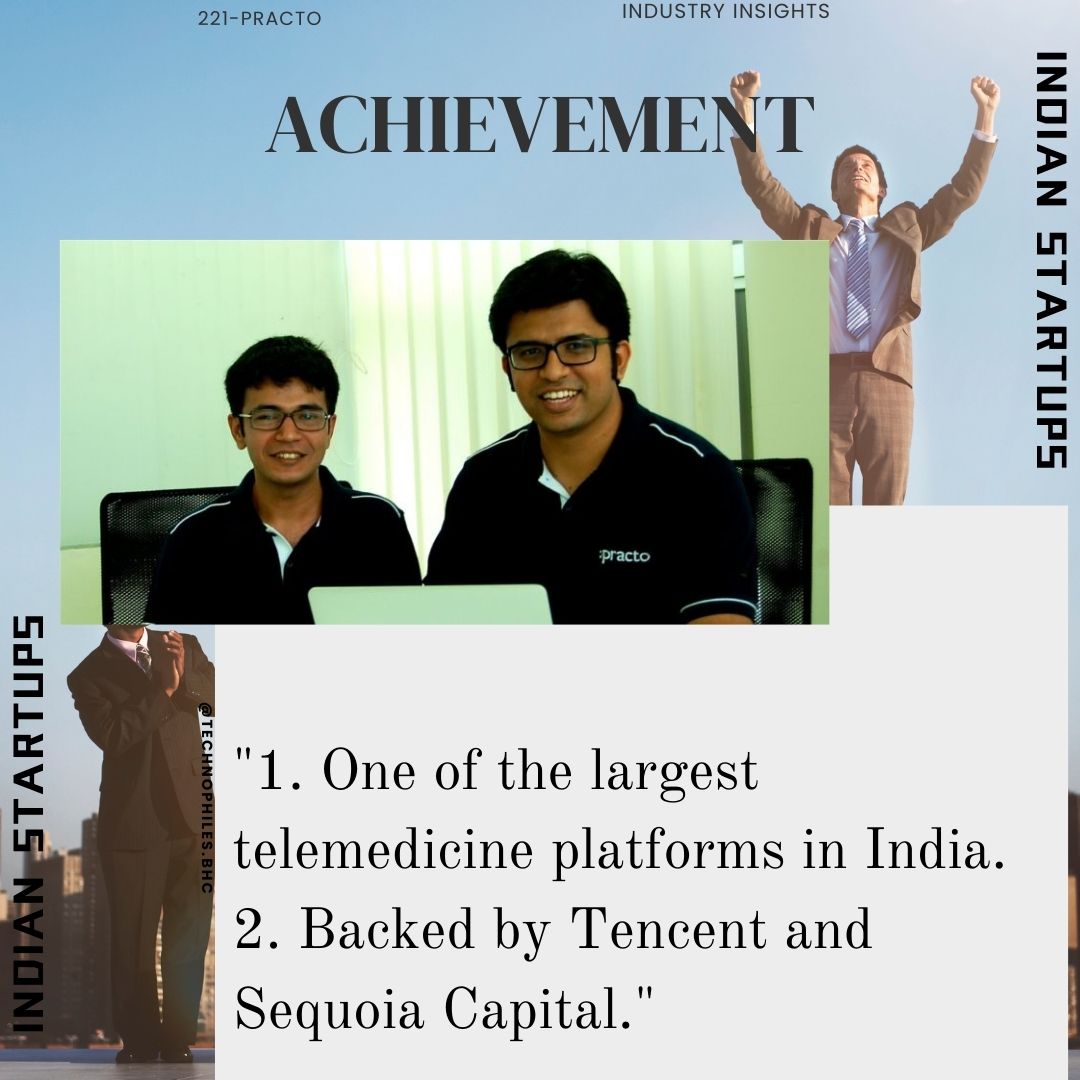 221-PRACTO
INDUSTRY INSIGHTS
ACHIEVEMENT
INDIAN STARTUPS
:practo
INDIAN STARTUPS
@TECHNOPHILES.BHC
"1. One of the largest
telemedicine platforms in India.
2. Backed by Tencent and
Sequoia Capital."